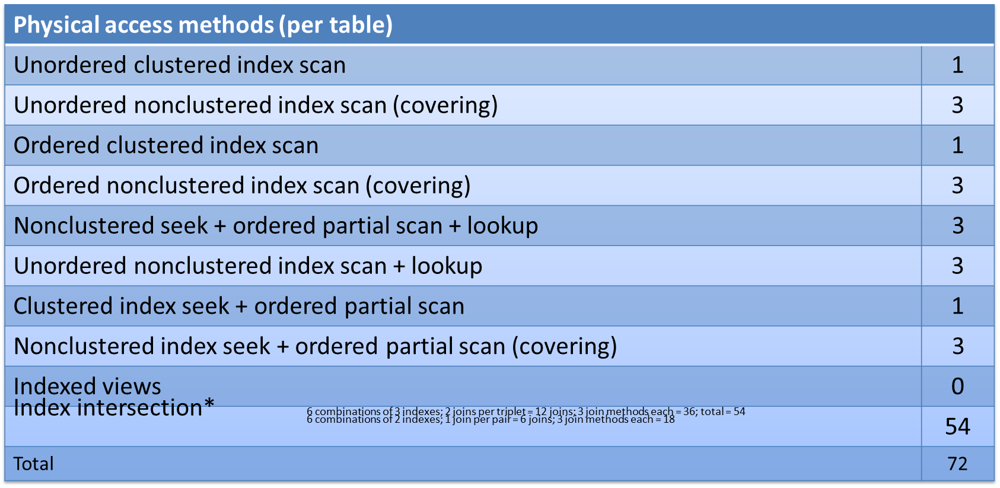 Physical access methods (per table)
Unordered clustered index scan 1
Unordered nonclustered index scan (covering) 3
Ordered clustered index scan 1
Ordered nonclustered index scan (covering) 3
Nonclustered seek + ordered partial scan + lookup 3
Unordered nonclustered index scan + lookup 3
Clustered index seek + ordered partial scan 1
Nonclustered index seek + ordered partial scan (covering) 3
Indexed views 0
Index intersection*
6 combinations of 3 indexes; 2 joins per triplet = 12 joins; 3 join methods each = 36; total = 54
6 combinations of 2 indexes; 1 join per pair = 6 joins; 3 join methods each = 18
54
Total 72